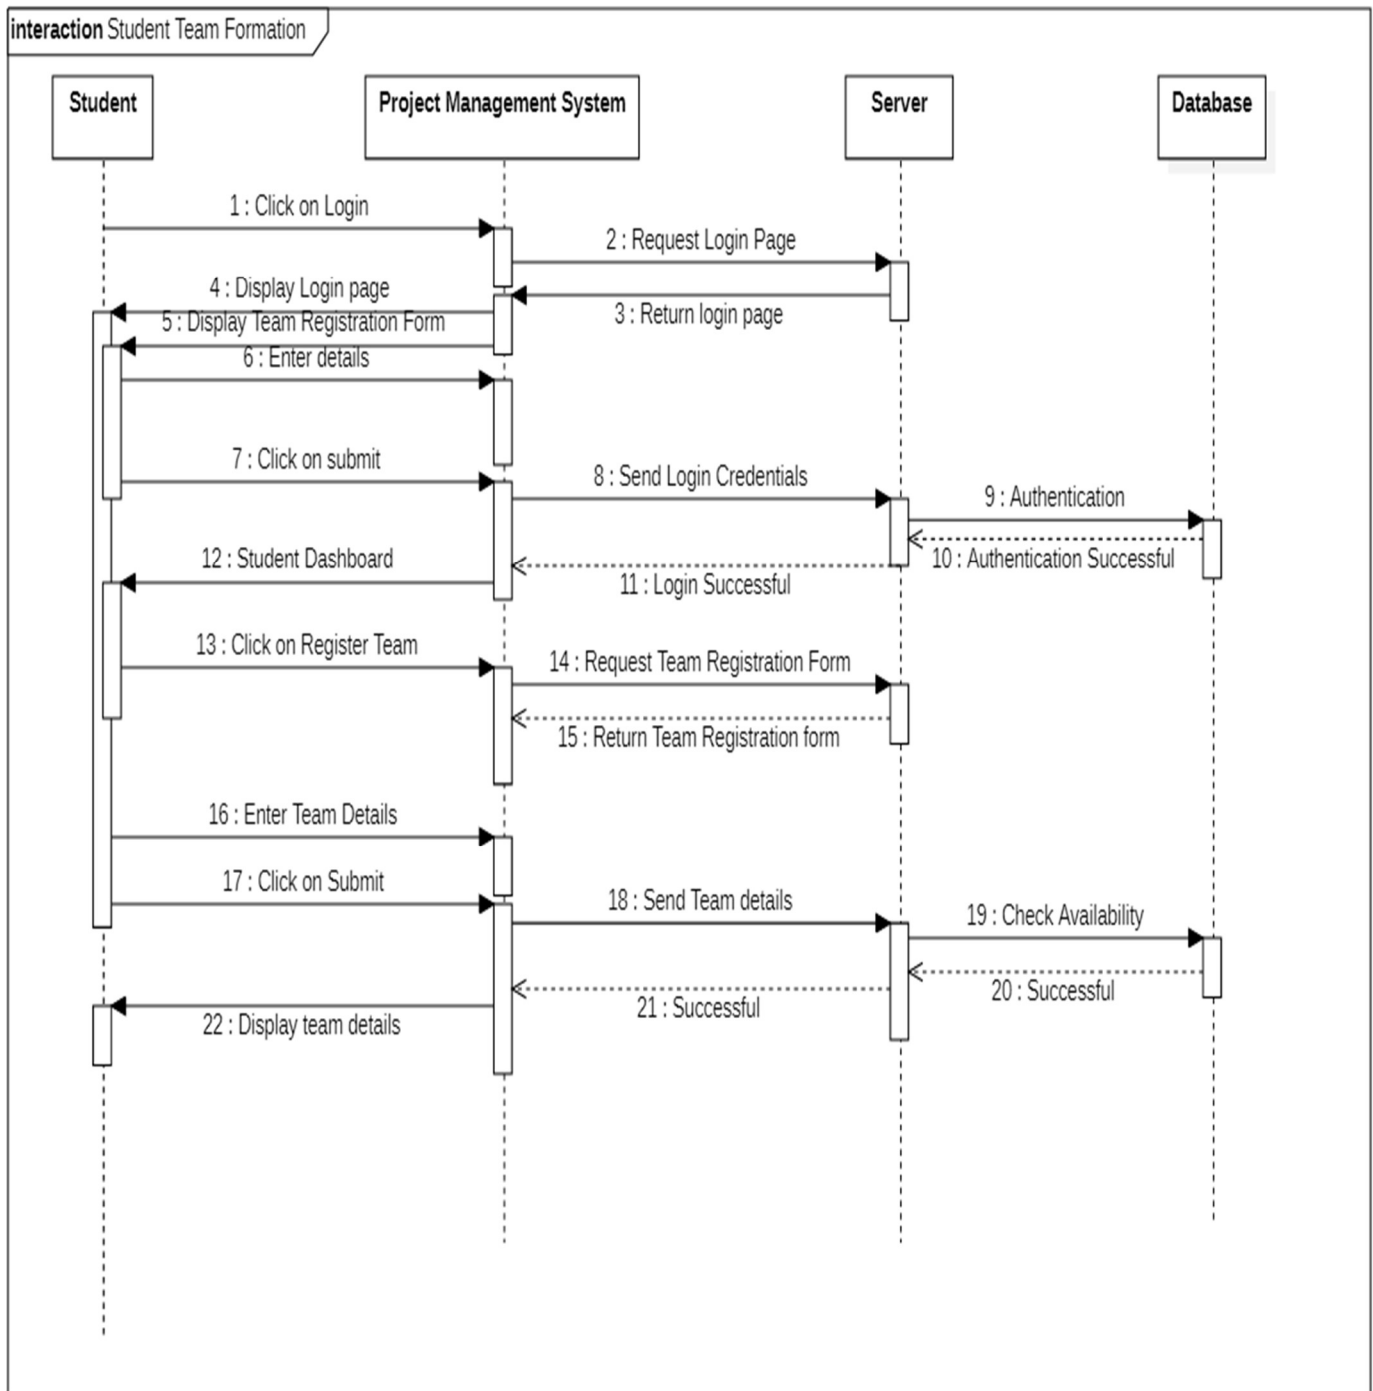 interaction Student Team Formation
Student
Project Management System
Server
Database
1 : Click on Login
2 : Request Login Page
3 : Return login page
4 : Display Login page
5 : Display Team Registration Form
6 : Enter details
7 : Click on submit
8 : Send Login Credentials
9 : Authentication
10 : Authentication Successful
11 : Login Successful
12 : Student Dashboard
13 : Click on Register Team
14 : Request Team Registration Form
15 : Return Team Registration form
16 : Enter Team Details
17 : Click on Submit
18 : Send Team details
19 : Check Availability
20 : Successful
21 : Successful
22 : Display team details